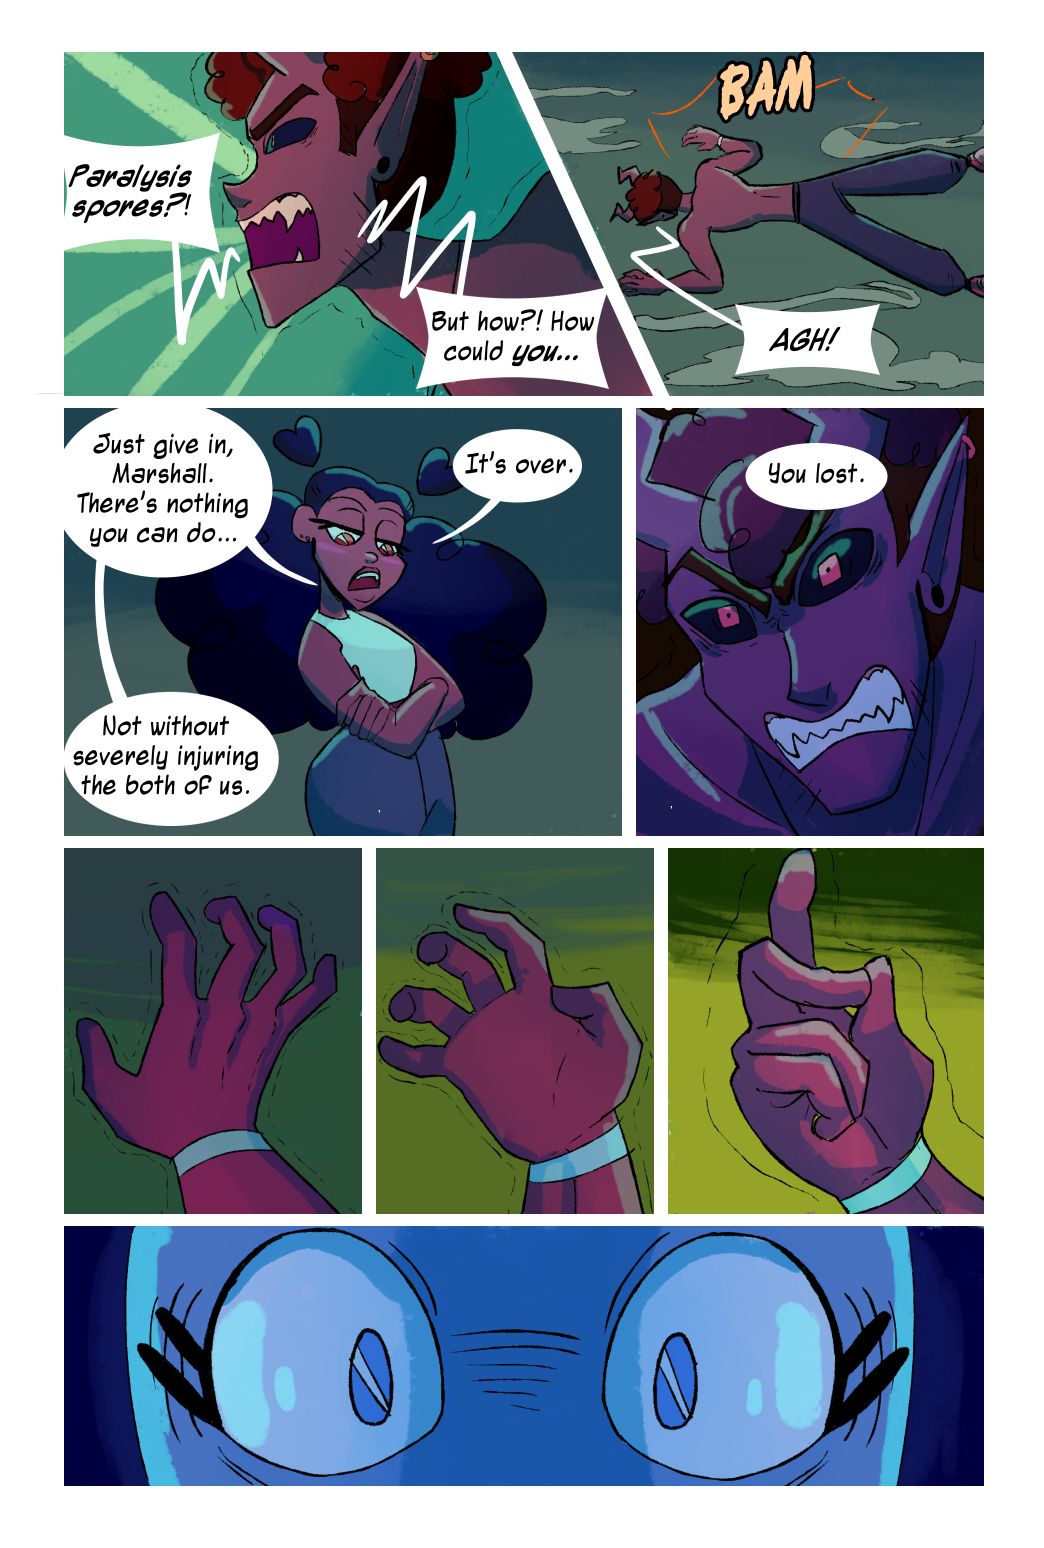 Paralysis
spores?!
But how?! How
could you...
BAM
AGH!
Just give in,
Marshall.
There's nothing
you can do...
Not without
severely injuring
the both of us.
It's over.
You lost.